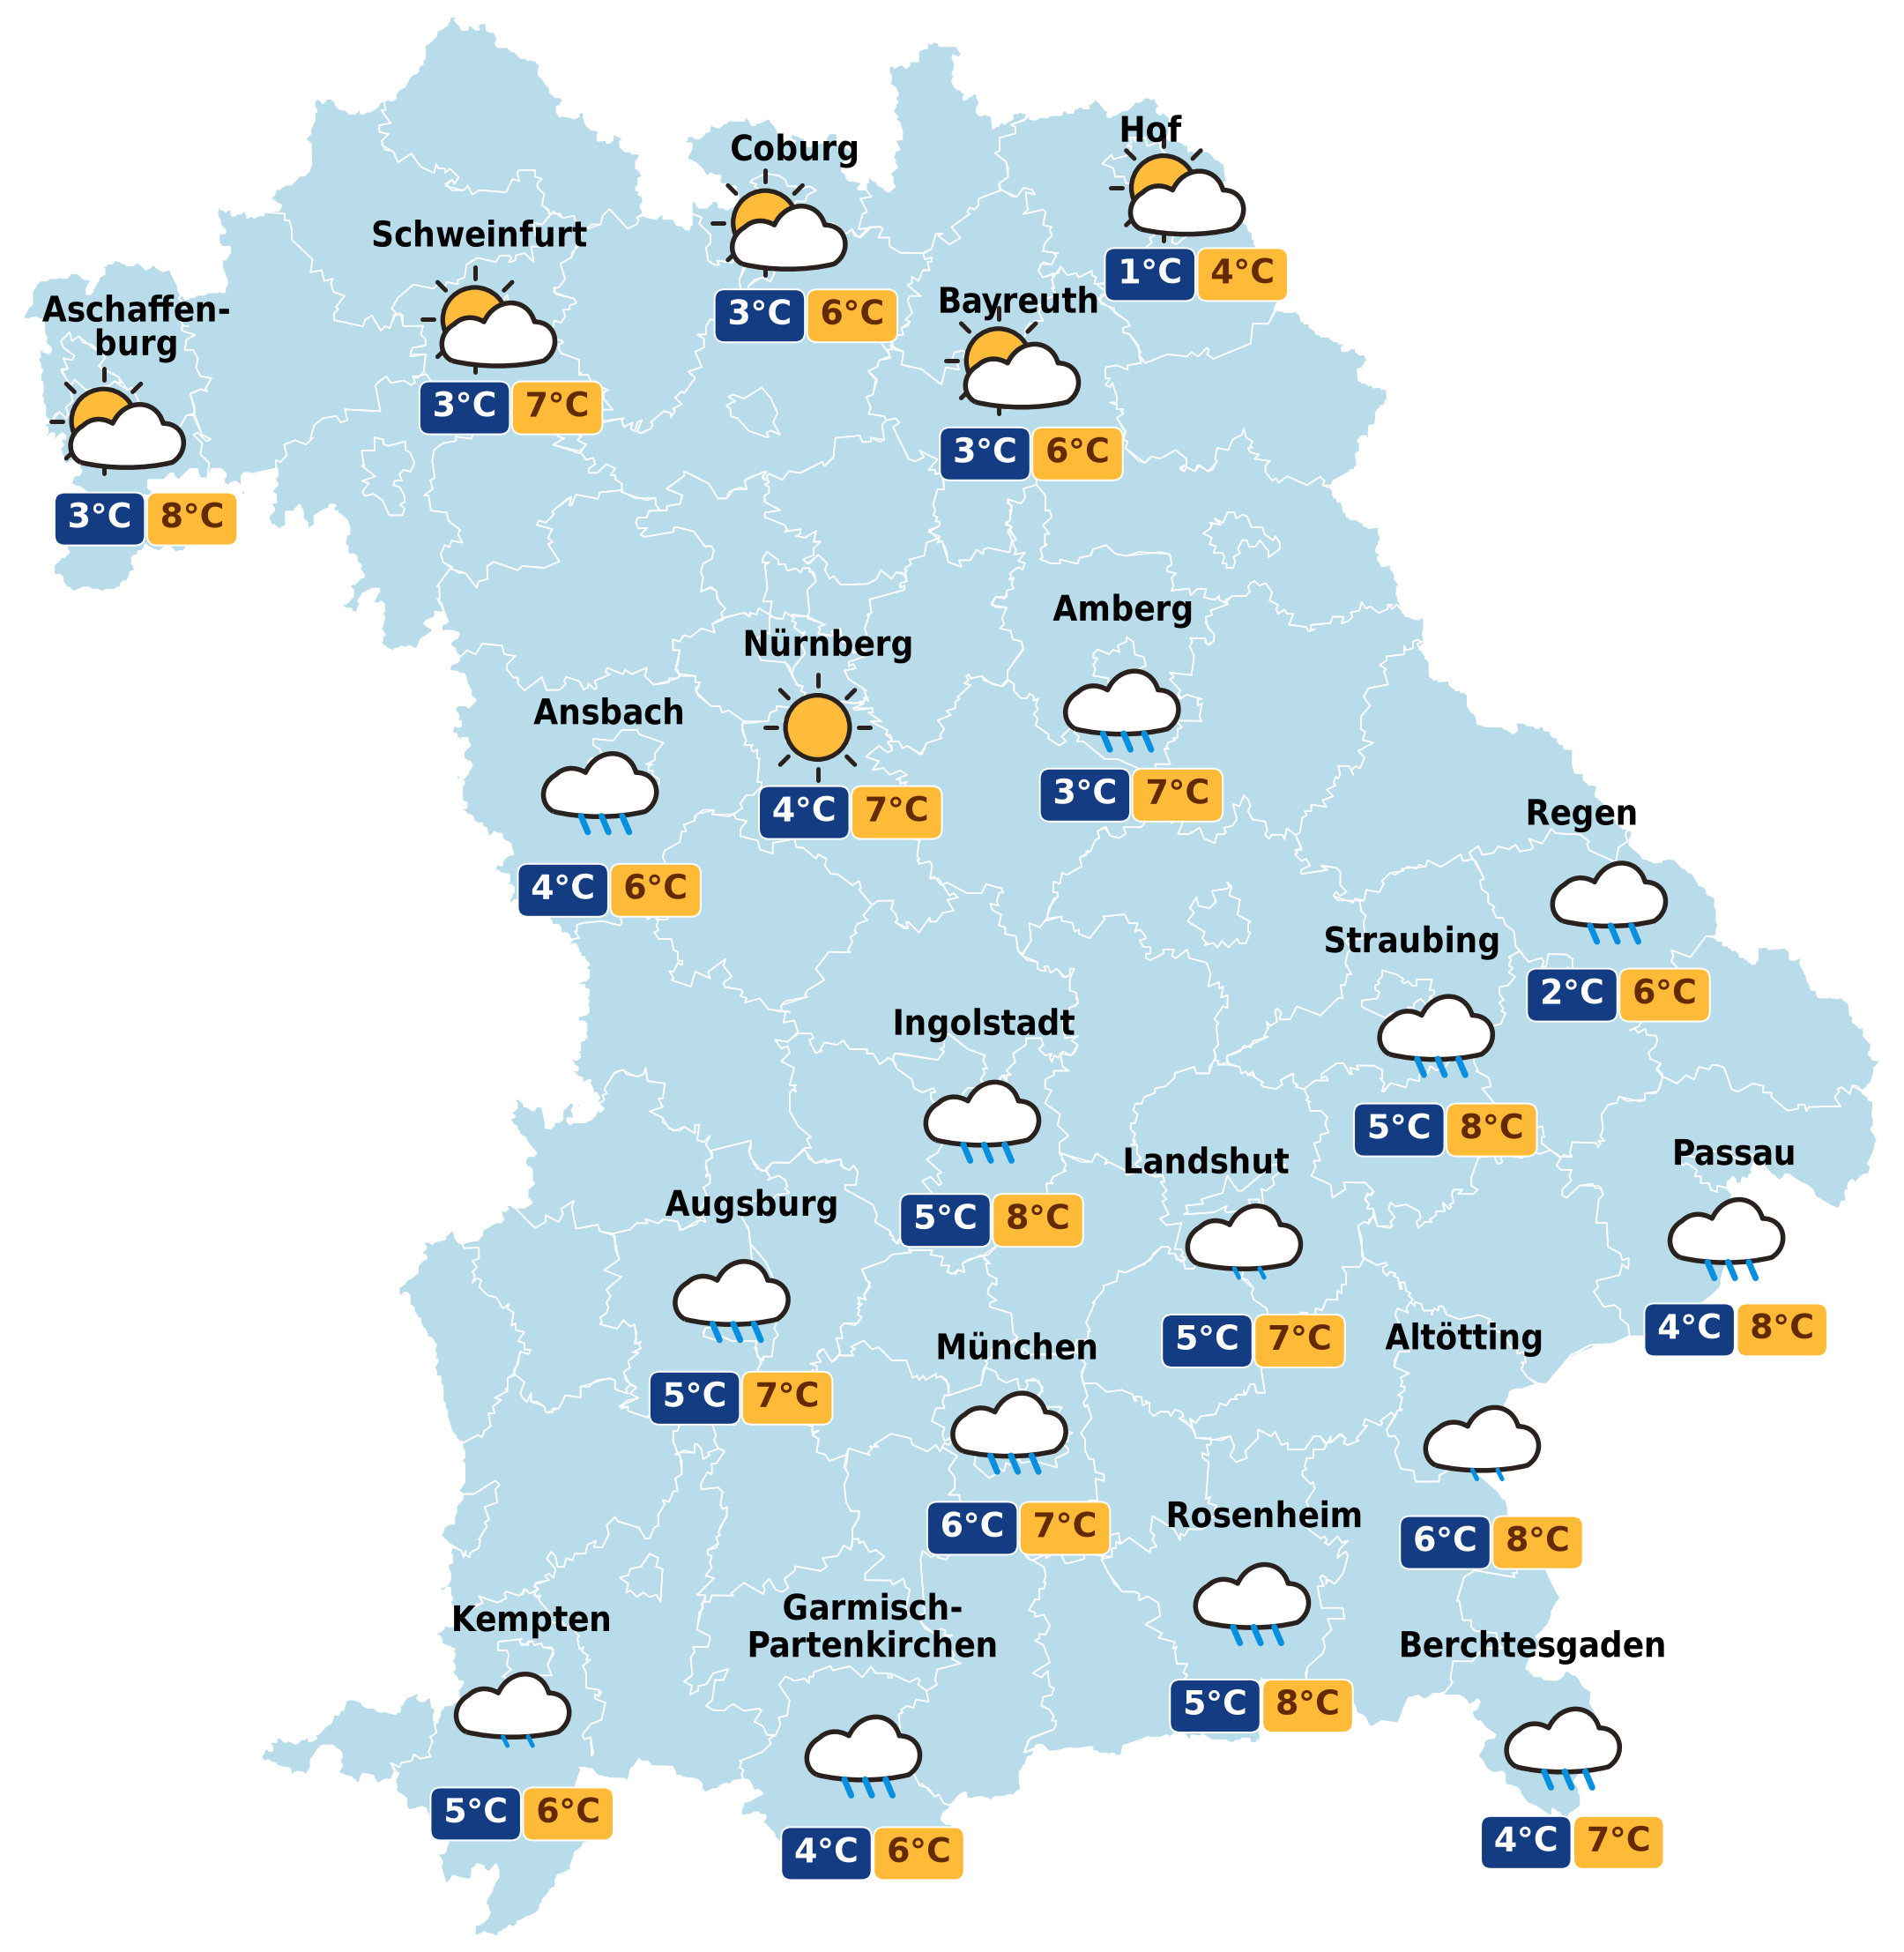 Hof
1°C 4°C
Coburg
3°C 6°C
Schweinfurt
3°C 7°C
Bayreuth
3°C 6°C
Aschaffen-
burg
3°C 8°C
Amberg
3°C 7°C
Nürnberg
4°C 7°C
Ansbach
4°C 6°C
Regen
2°C 6°C
Straubing
5°C 8°C
Ingolstadt
5°C 8°C
Passau
4°C 8°C
Landshut
5°C 7°C
Augsburg
5°C 7°C
Altötting
6°C 8°C
München
6°C 7°C
Rosenheim
5°C 8°C
Garmisch-
Partenkirchen
4°C 6°C
Kempten
5°C 6°C
Berchtesgaden
4°C 7°C